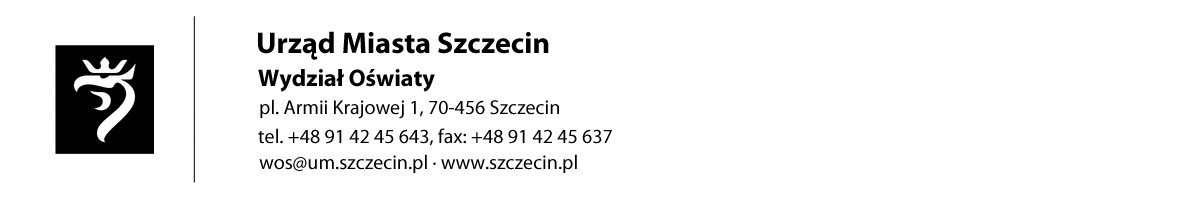 Urząd Miasta Szczecin
Wydział Oświaty
pl. Armii Krajowej 1, 70-456 Szczecin
tel. +48 91 42 45 643, fax: +48 91 42 45 637
wos@um.szczecin.pl · www.szczecin.pl